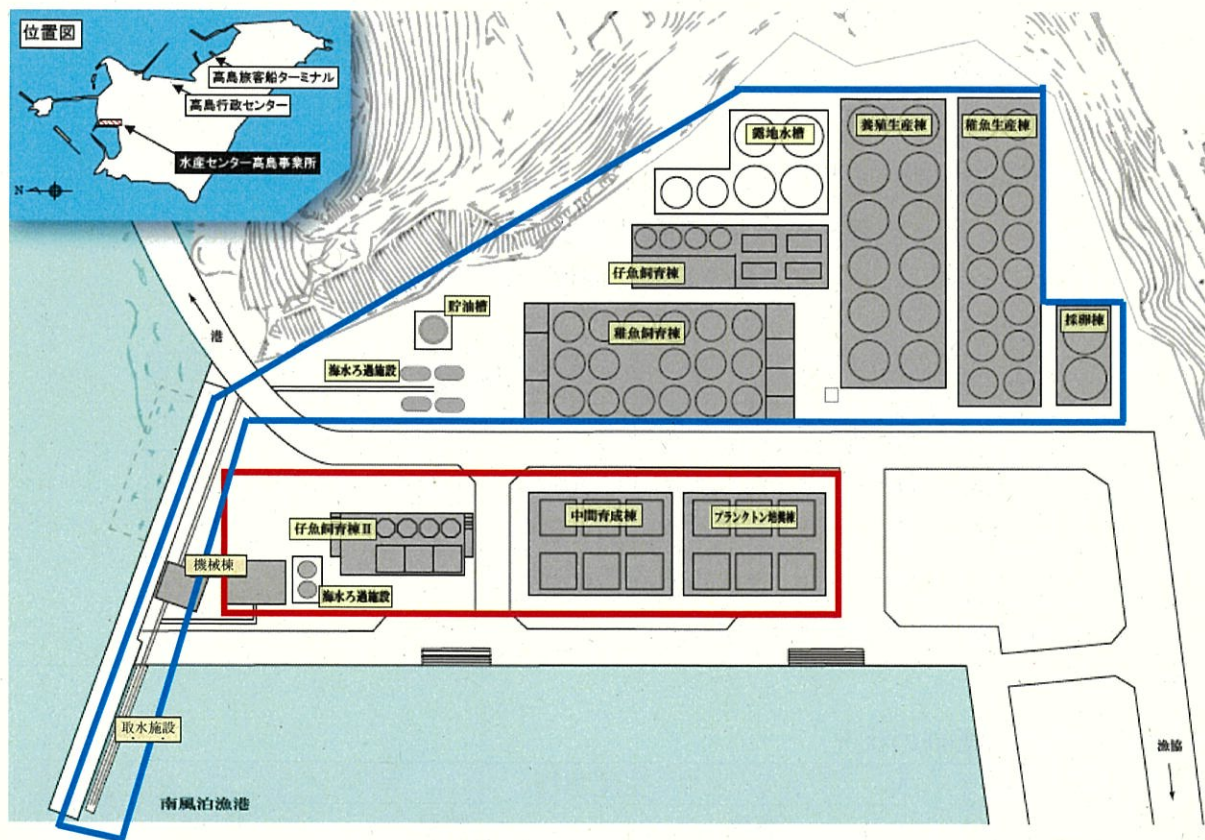 位置図
高島旅客船ターミナル
高島行政センター
水産センター高島事業所
N
露地水槽
養殖生産棟
稚魚生産棟
仔魚飼育棟
採卵棟
貯油槽
稚魚飼育棟
港
海水ろ過施設
仔魚飼育棟Ⅱ
中間育成棟
プランクトン培養棟
機械棟
海水ろ過施設
取水施設
漁協
南風泊漁港